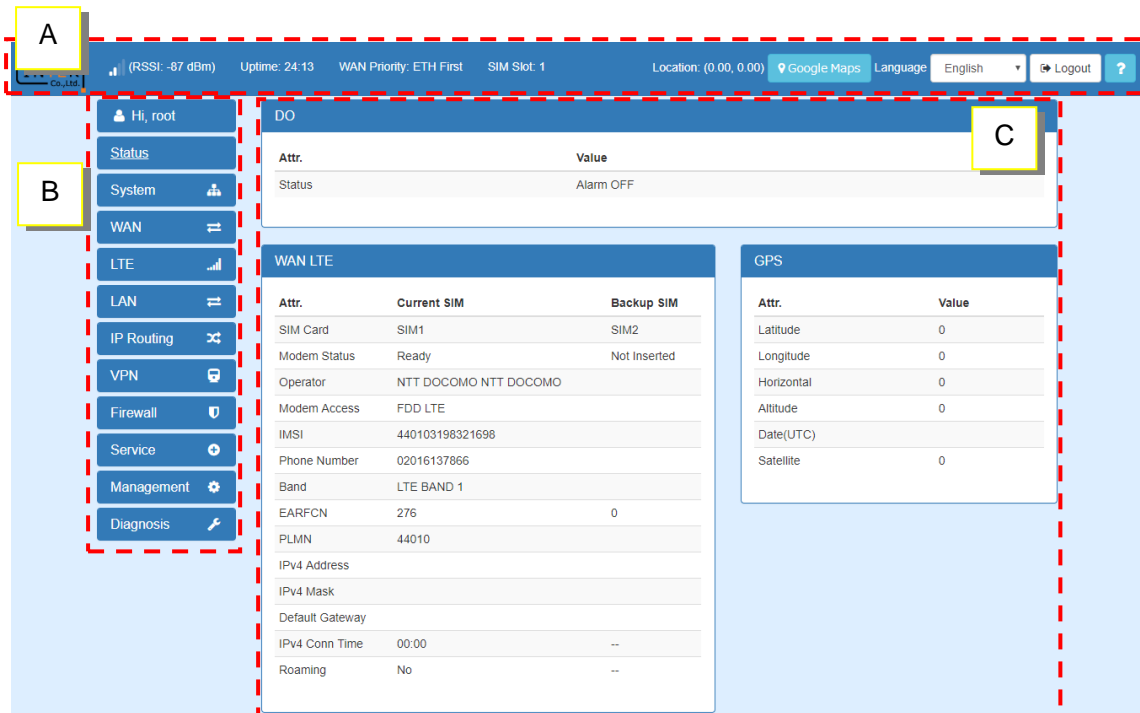 A
(RSSI: -87 dBm) Uptime: 24:13 WAN Priority: ETH First SIM Slot: 1 Location: (0.00, 0.00) Google Maps Language English Logout ?
Co.,Ltd.
B
Hi, root
Status
System
WAN
LTE
LAN
IP Routing
VPN
Firewall
Service
Management
Diagnosis
C
DO
Attr. Value
Status Alarm OFF
WAN LTE
Attr. Current SIM Backup SIM
SIM Card SIM1 SIM2
Modem Status Ready Not Inserted
Operator NTT DOCOMO NTT DOCOMO
Modem Access FDD LTE
IMSI 440103198321698
Phone Number 02016137866
Band LTE BAND 1
EARFCN 276 0
PLMN 44010
IPv4 Address
IPv4 Mask
Default Gateway
IPv4 Conn Time 00:00 --
Roaming No --
GPS
Attr. Value
Latitude 0
Longitude 0
Horizontal 0
Altitude 0
Date(UTC)
Satellite 0